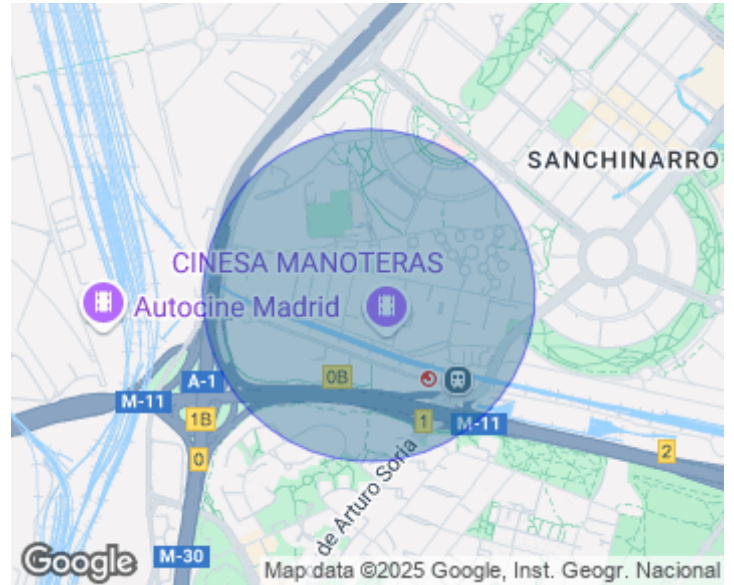 SANCHINARRO
CINESA MANOTERAS
Autocine Madrid
A-1
0B
M-11
1B
1
M-11
0
2
de Arturo Soria
Google
M-30
Map data ©2025 Google, Inst. Geogr. Nacional